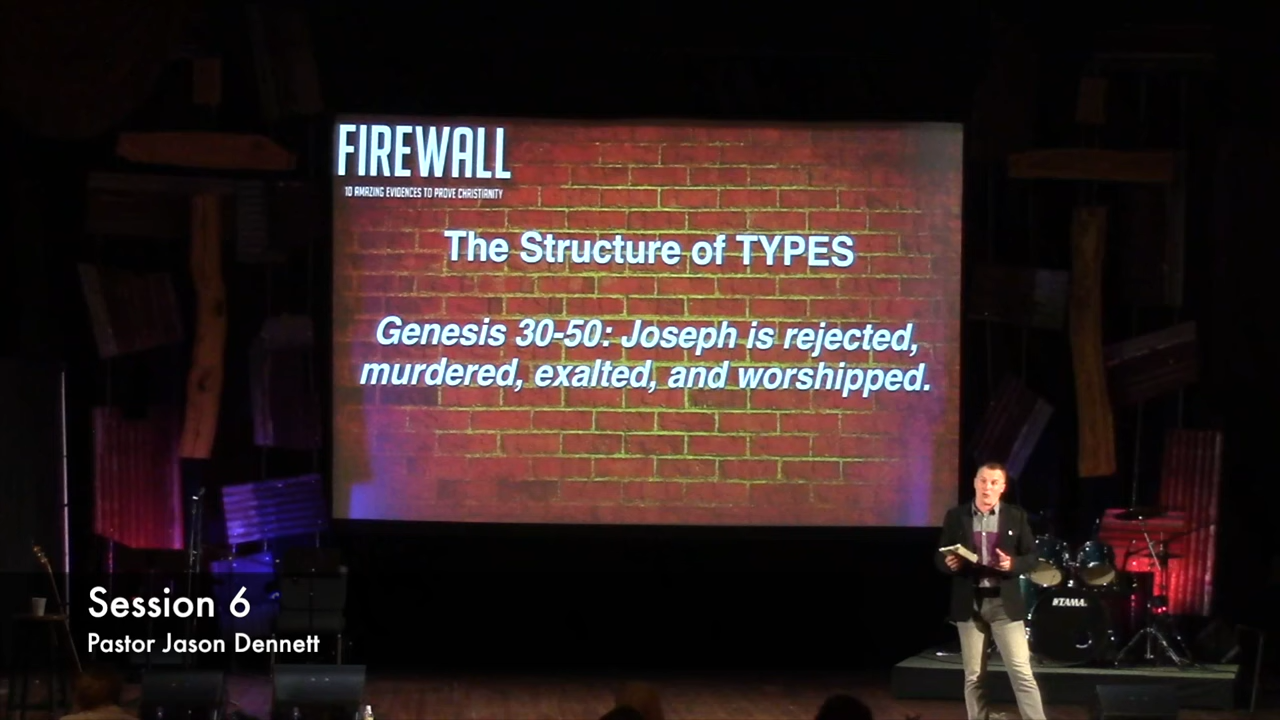 FIREWALL
10 AMAZING EVIDENCES TO PROVE CHRISTIANITY
The Structure of TYPES
Genesis 30-50: Joseph is rejected,
murdered, exalted, and worshipped.
TAMA
Session 6
Pastor Jason Dennett